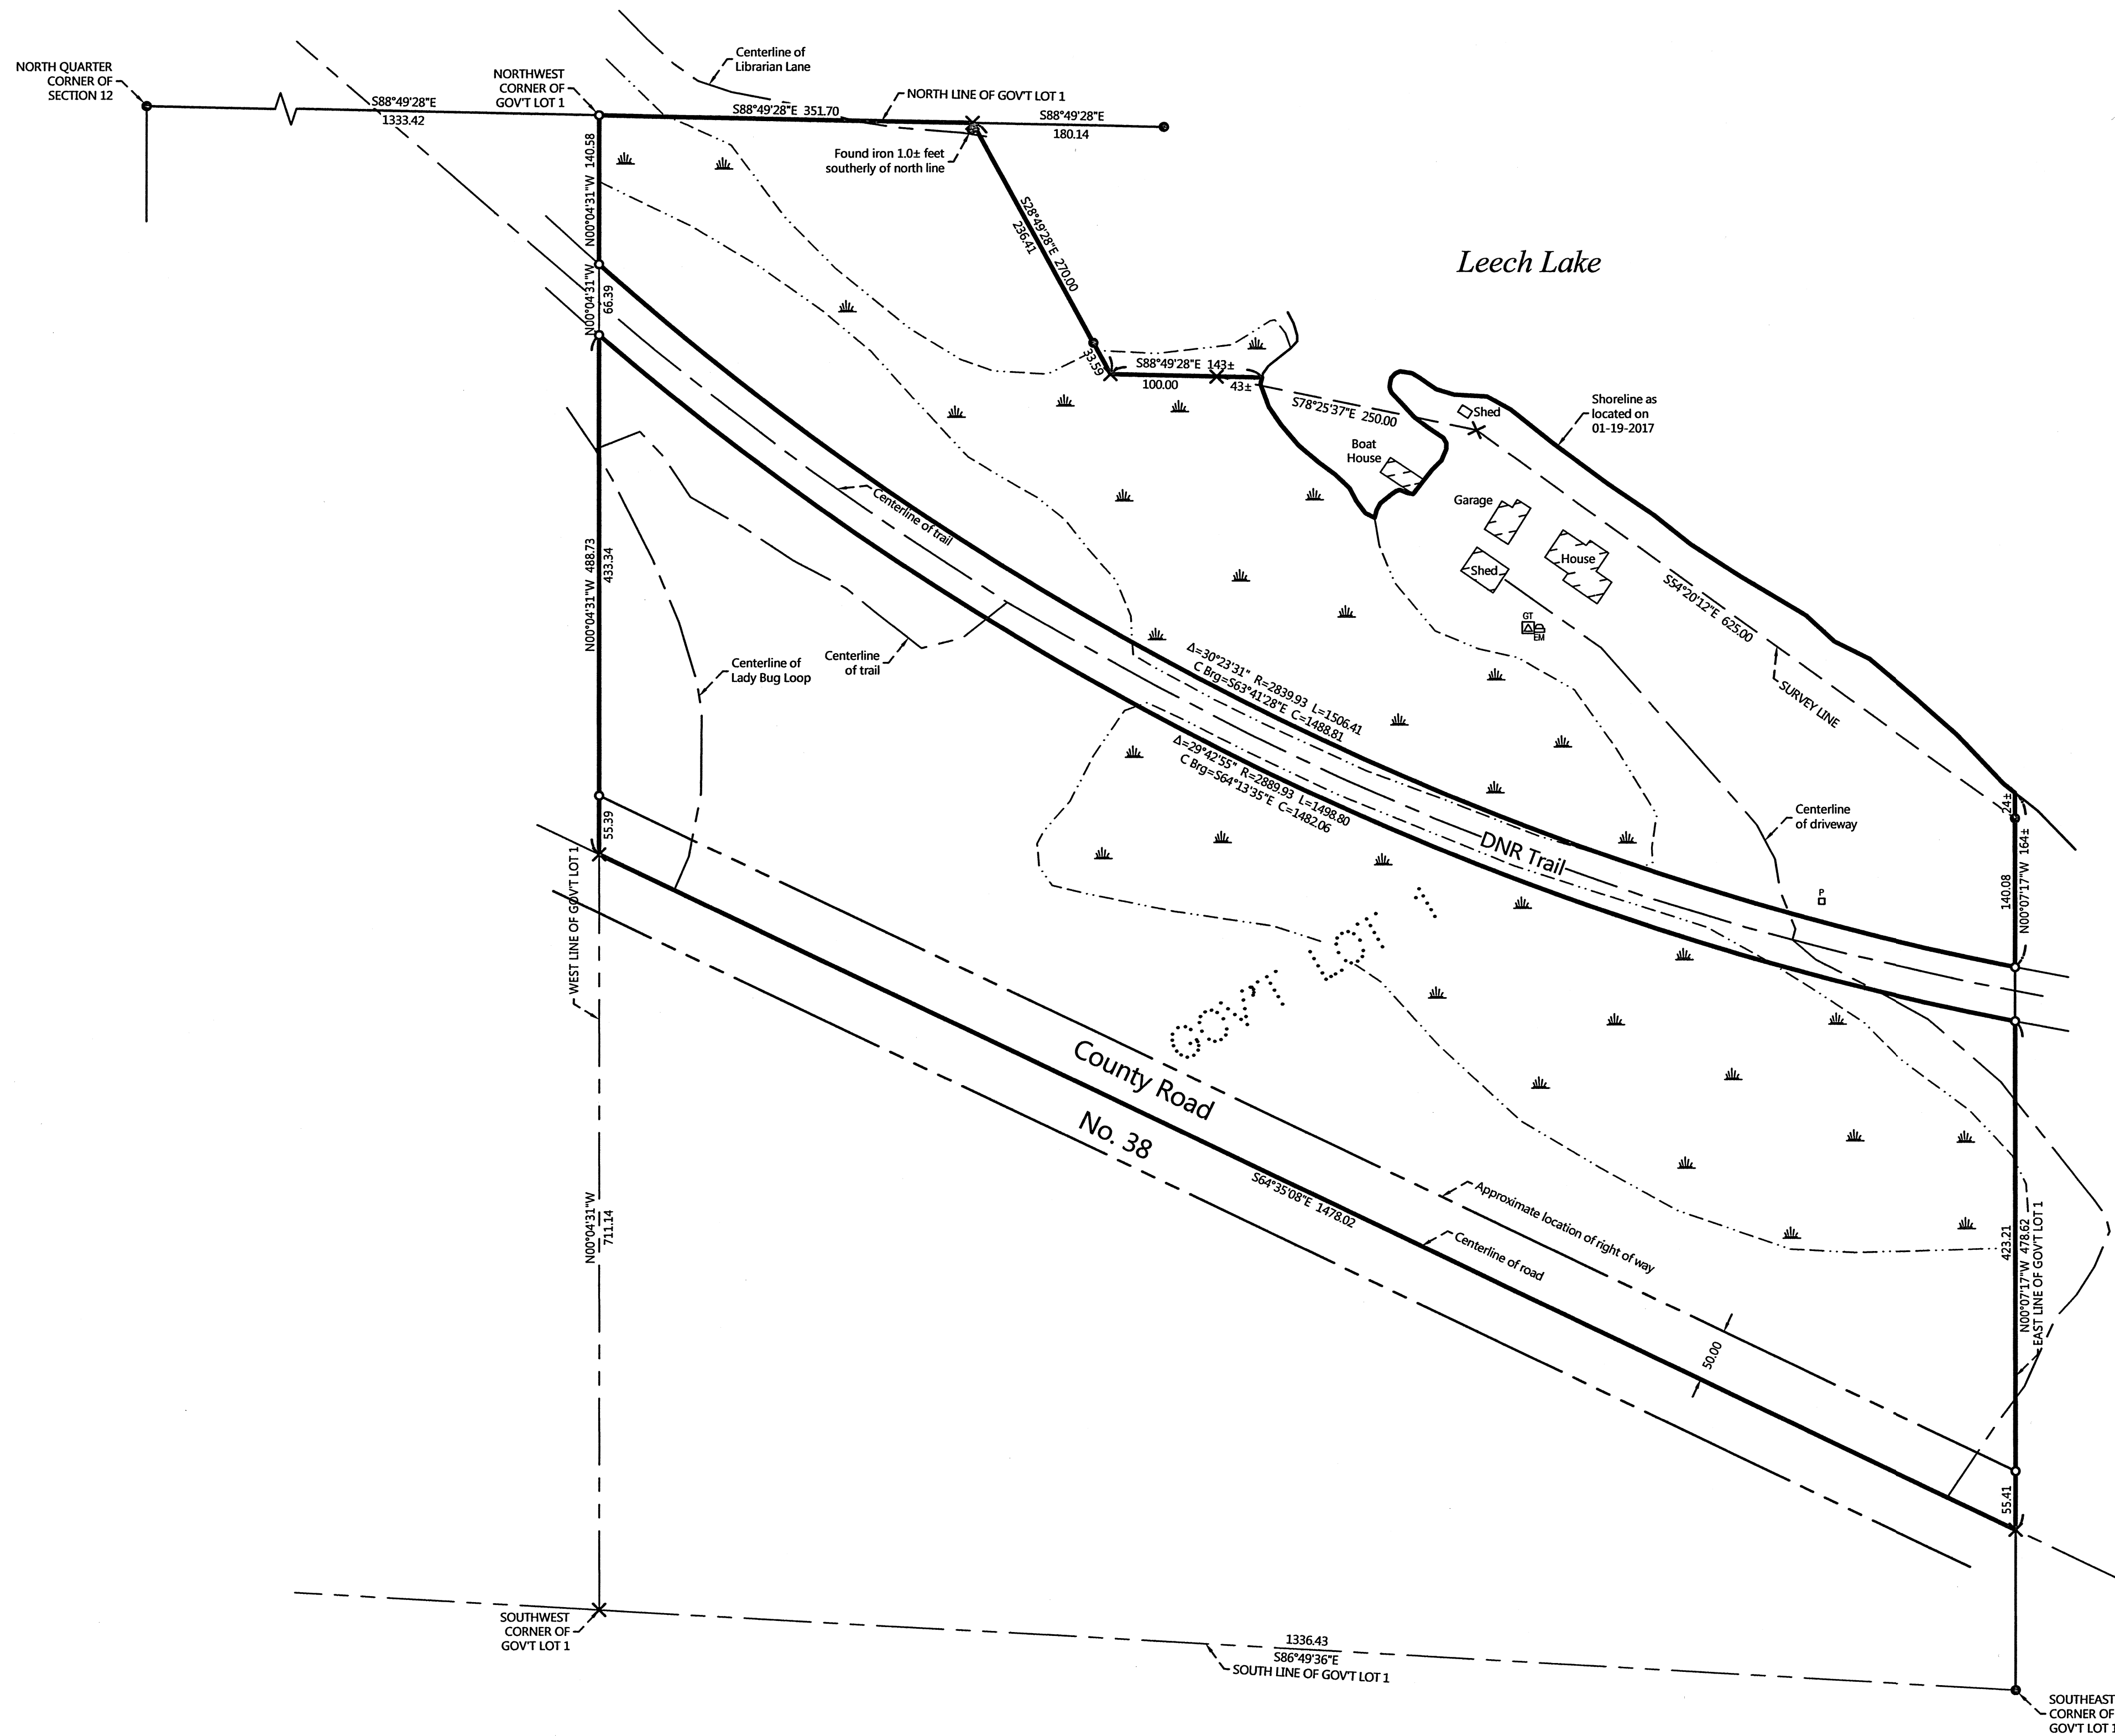 NORTH QUARTER
CORNER OF
SECTION 12
NORTHWEST
CORNER OF
GOV'T LOT 1
Centerline of
Librarian Lane
S88°49'28"E
1333.42
S88°49'28"E 351.70
NORTH LINE OF GOV'T LOT 1
S88°49'28"E
180.14
Found iron 1.0± feet
southerly of north line
N00°04'31"W 140.58
N00°04'31"W
66.39
S28°49'28"E 270.00
236.41
33.59
Leech Lake
S88°49'28"E 143±
100.00
43±
S78°25'37"E 250.00
Shed
Shoreline as
located on
01-19-2017
Boat
House
Garage
House
Shed
GT
EM
S54°20'12"E 625.00
SURVEY LINE
Centerline of trail
N00°04'31"W 488.73
433.34
Centerline of
Lady Bug Loop
Centerline
of trail
Δ=30°23'31" R=2839.93 L=1506.41
C Brg=S63°41'28"E C=1488.81
Δ=29°42'55" R=2889.93 L=1498.80
C Brg=S64°13'35"E C=1482.06
DNR Trail
Centerline
of driveway
P
24±
N00°07'17"W 164±
140.08
55.39
WEST LINE OF GOV'T LOT 1
GOV'T LOT 1
County Road
No. 38
S64°35'08"E 1478.02
Approximate location of right of way
Centerline of road
50.00
423.21
N00°07'17"W 478.62
EAST LINE OF GOV'T LOT 1
55.41
N00°04'31"W
711.14
SOUTHWEST
CORNER OF
GOV'T LOT 1
1336.43
S86°49'36"E
SOUTH LINE OF GOV'T LOT 1
SOUTHEAST
CORNER OF
GOV'T LOT 1